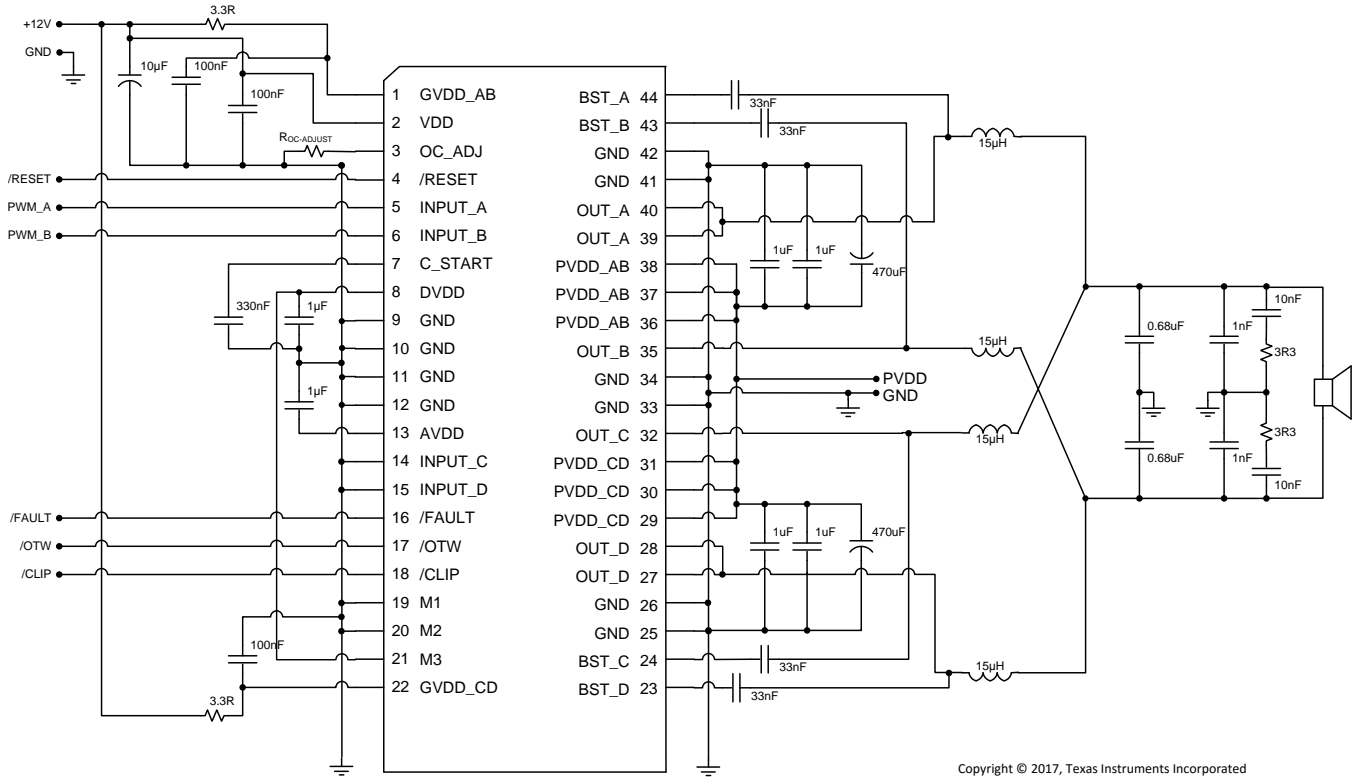 +12V
GND
3.3R
10µF
100nF
100nF
R_OC-ADJUST
/RESET
PWM_A
PWM_B
330nF
1µF
1µF
/FAULT
/OTW
/CLIP
100nF
3.3R
1 GVDD_AB
2 VDD
3 OC_ADJ
4 /RESET
5 INPUT_A
6 INPUT_B
7 C_START
8 DVDD
9 GND
10 GND
11 GND
12 GND
13 AVDD
14 INPUT_C
15 INPUT_D
16 /FAULT
17 /OTW
18 /CLIP
19 M1
20 M2
21 M3
22 GVDD_CD
BST_A 44
BST_B 43
GND 42
GND 41
OUT_A 40
OUT_A 39
PVDD_AB 38
PVDD_AB 37
PVDD_AB 36
OUT_B 35
GND 34
GND 33
OUT_C 32
PVDD_CD 31
PVDD_CD 30
PVDD_CD 29
OUT_D 28
OUT_D 27
GND 26
GND 25
BST_C 24
BST_D 23
33nF
33nF
15µH
1uF
1uF
470uF
15µH
PVDD
GND
15µH
1uF
1uF
470uF
33nF
33nF
15µH
0.68uF
1nF
10nF
3R3
0.68uF
1nF
3R3
10nF
Copyright © 2017, Texas Instruments Incorporated